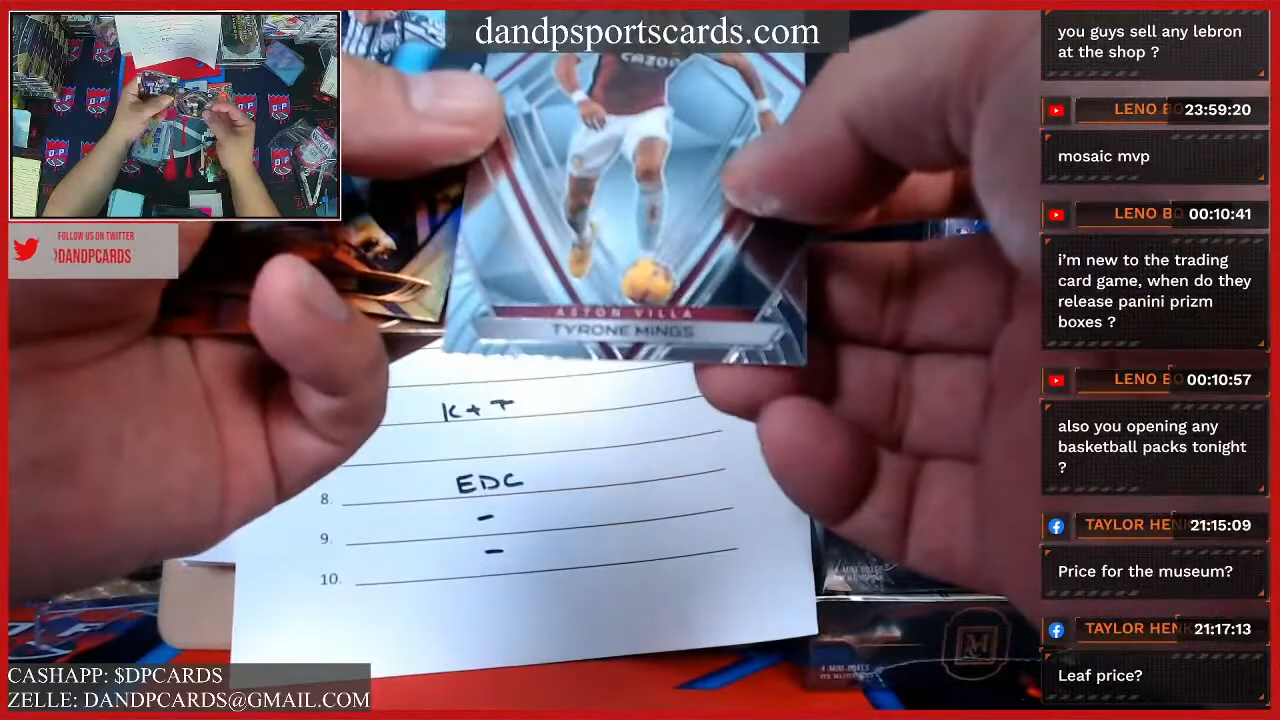 dandpsportscards.com
FOLLOW US ON TWITTER
DANDPCARDS
CAZOO
ASTON VILLA
TYRONE MINGS
K + T
8. EDC
9. -
10. -
4 MINI-BOXES
M
CASHAPP: $DPCARDS
ZELLE: DANDPCARDS@GMAIL.COM
you guys sell any lebron
at the shop ?
LENO B 23:59:20
mosaic mvp
LENO B 00:10:41
i'm new to the trading
card game, when do they
release panini prizm
boxes ?
LENO B 00:10:57
also you opening any
basketball packs tonight
?
TAYLOR HEN 21:15:09
Price for the museum?
TAYLOR HEN 21:17:13
Leaf price?